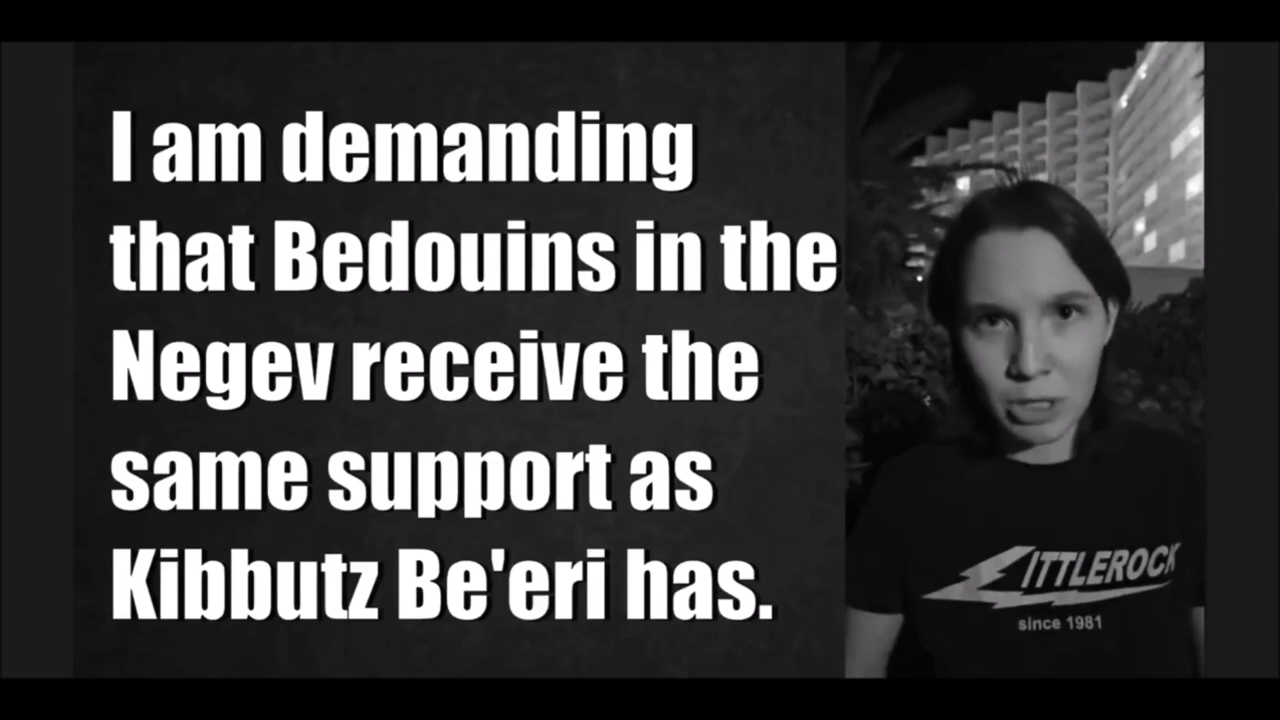 I am demanding
that Bedouins in the
Negev receive the
same support as
Kibbutz Be'eri has.
LITTLEROCK
since 1981